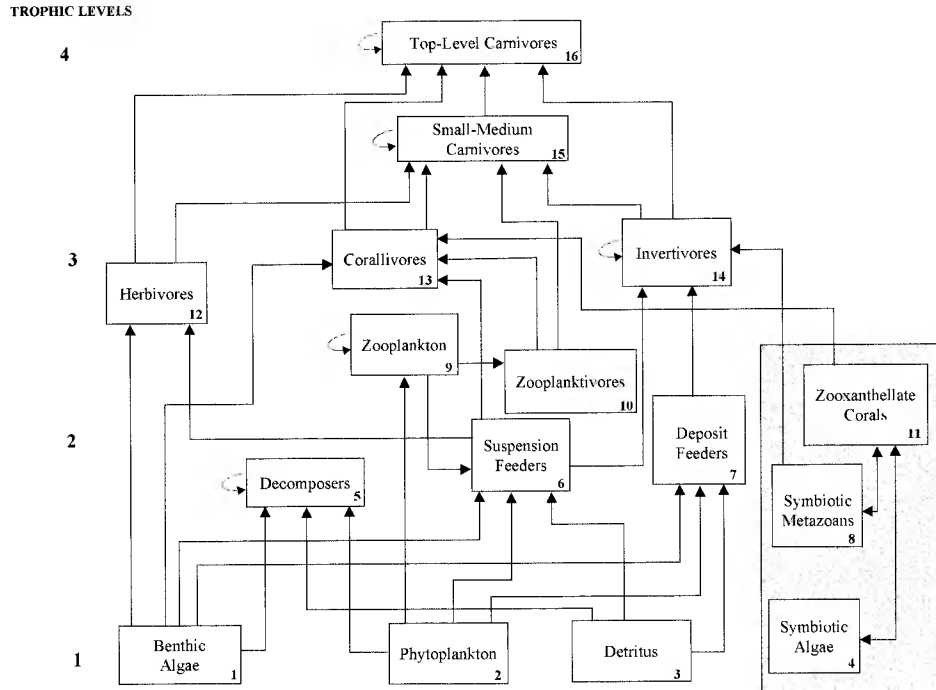 TROPHIC LEVELS
4
Top-Level Carnivores
16
Small-Medium
Carnivores
15
3
Corallivores
13
Invertivores
14
Herbivores
12
Zooplankton
9
Zooplanktivores
10
Zooxanthellate
Corals
11
2
Suspension
Feeders
6
Deposit
Feeders
7
Decomposers
5
Symbiotic
Metazoans
8
1
Benthic
Algae
1
Phytoplankton
2
Detritus
3
Symbiotic
Algae
4